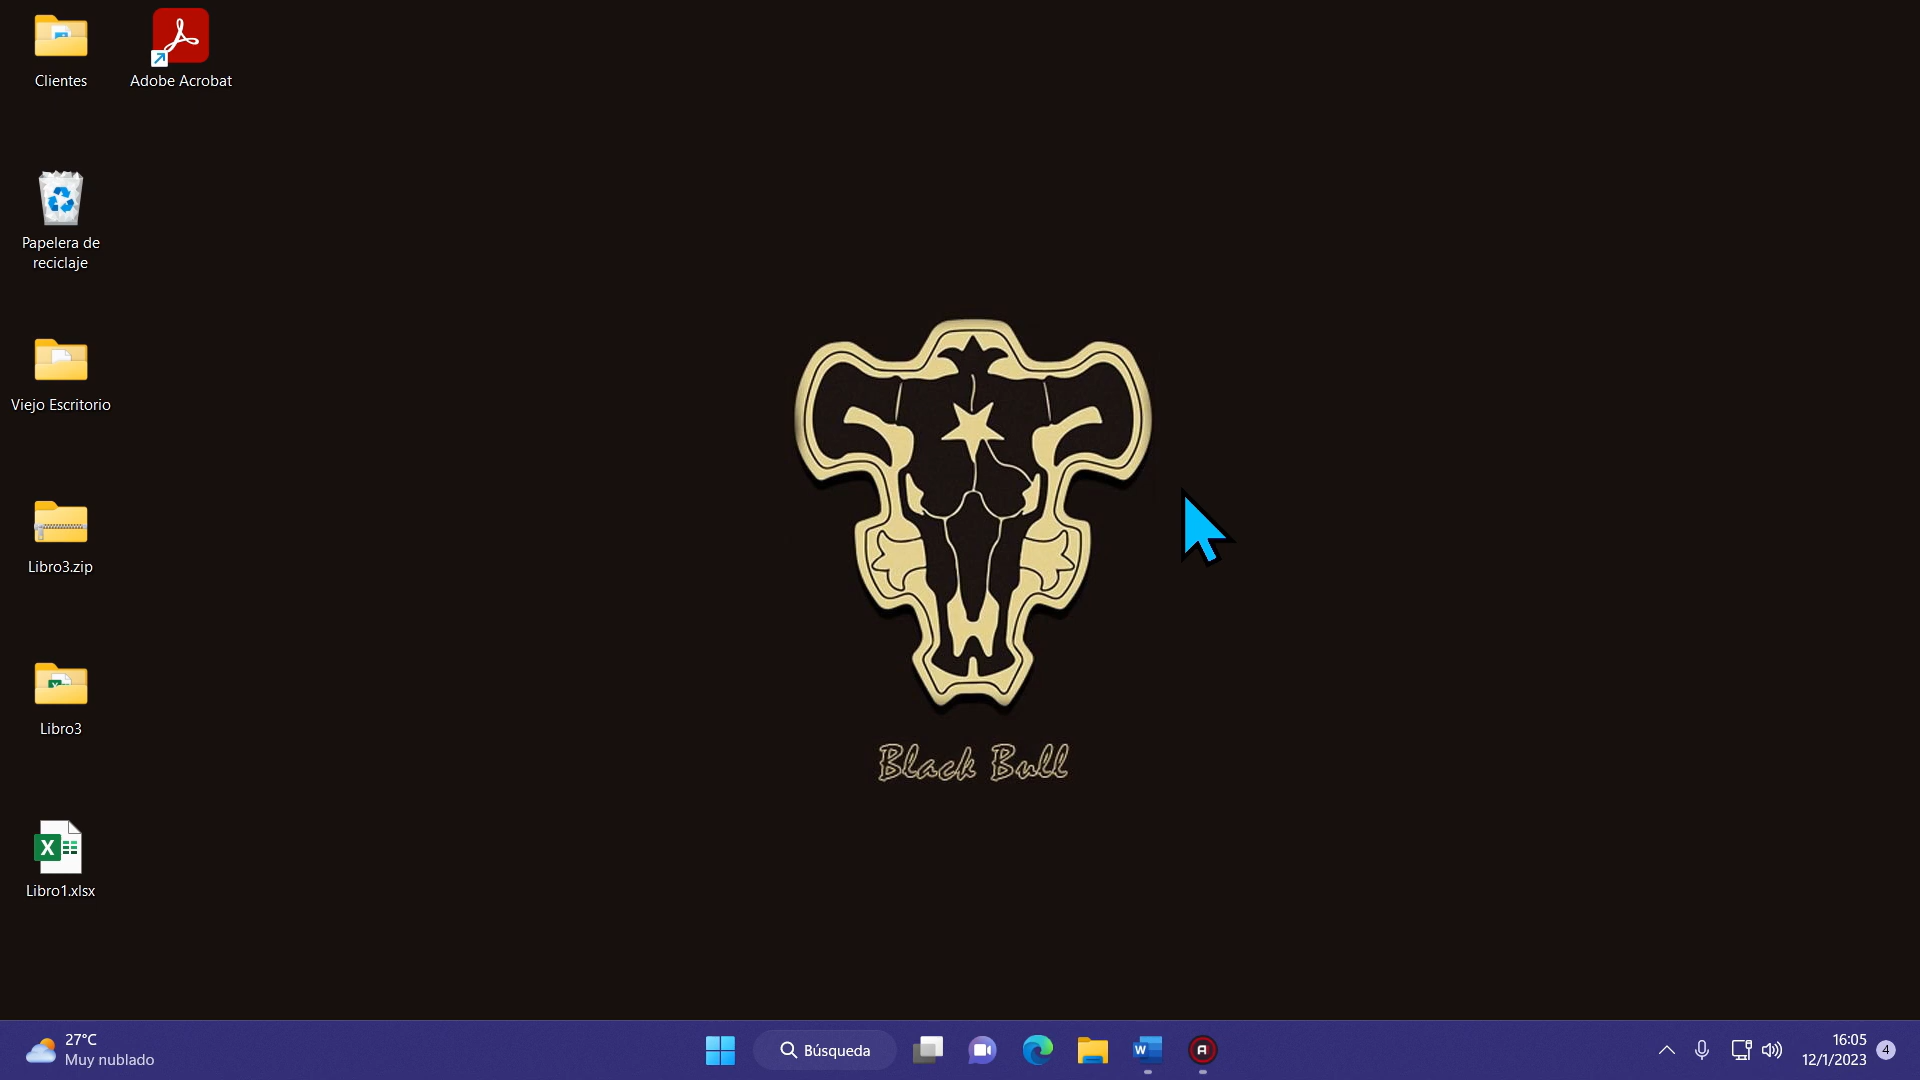 Clientes
Adobe Acrobat
Papelera de
reciclaje
Viejo Escritorio
Libro3.zip
Libro3
Libro1.xlsx
Black Bull
27°C
Muy nublado
Búsqueda
16:05
12/1/2023
4